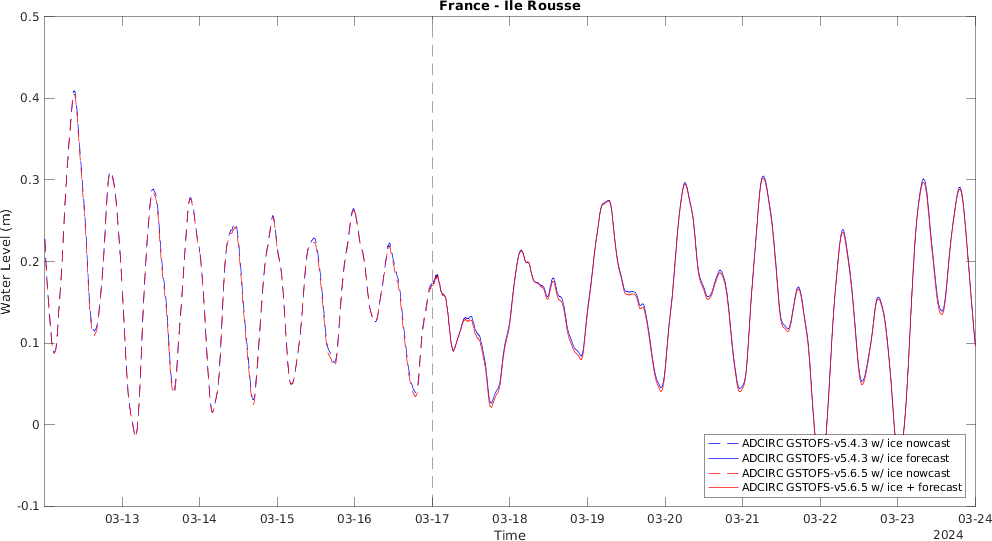 France - Ile Rousse
0.5
0.4
0.3
0.2
0.1
0
-0.1
Water Level (m)
ADCIRC GSTOFS-v5.4.3 w/ ice nowcast
ADCIRC GSTOFS-v5.4.3 w/ ice forecast
ADCIRC GSTOFS-v5.6.5 w/ ice nowcast
ADCIRC GSTOFS-v5.6.5 w/ ice + forecast
03-13 03-14 03-15 03-16 03-17 03-18 03-19 03-20 03-21 03-22 03-23 03-24
Time
2024